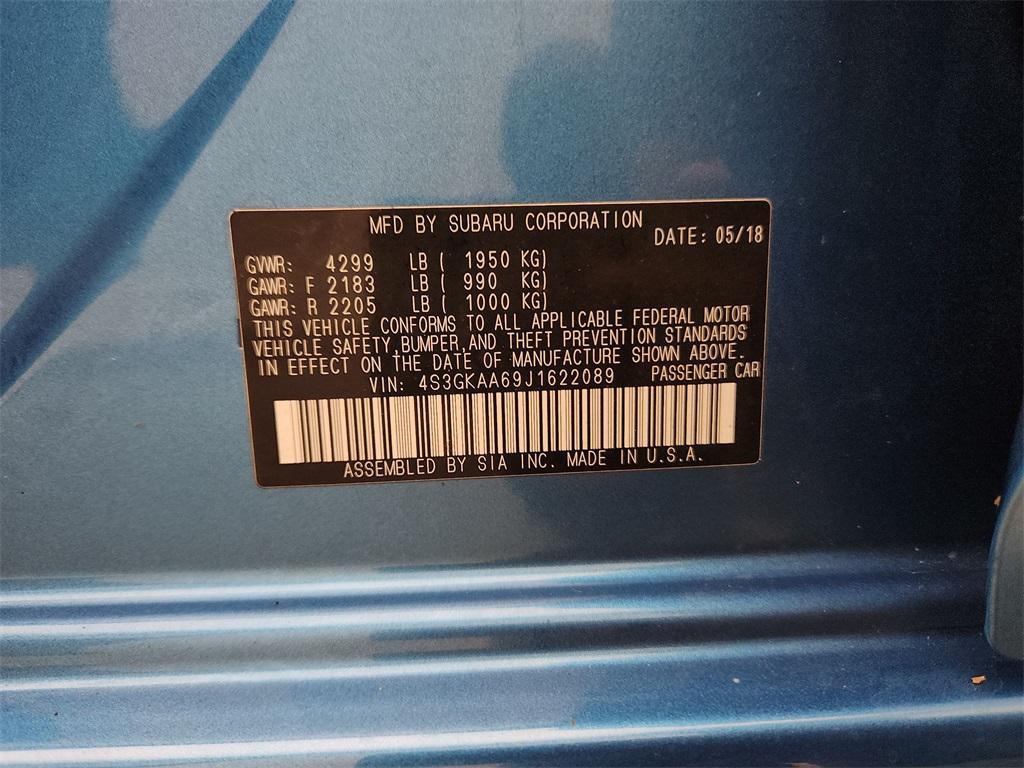 MFD BY SUBARU CORPORATION
DATE: 05/18
GVWR: 4299 LB ( 1950 KG)
GAWR: F 2183 LB ( 990 KG)
GAWR: R 2205 LB ( 1000 KG)
THIS VEHICLE CONFORMS TO ALL APPLICABLE FEDERAL MOTOR
VEHICLE SAFETY,BUMPER,AND THEFT PREVENTION STANDARDS
IN EFFECT ON THE DATE OF MANUFACTURE SHOWN ABOVE.
VIN: 4S3GKAA69J1622089 PASSENGER CAR
ASSEMBLED BY SIA INC. MADE IN U.S.A.